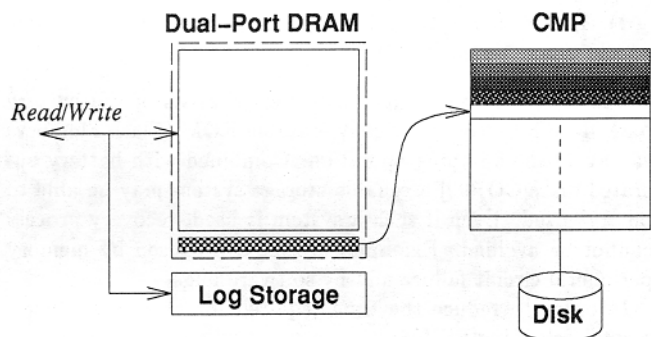 Dual-Port DRAM
CMP
Read/Write
Log Storage
Disk